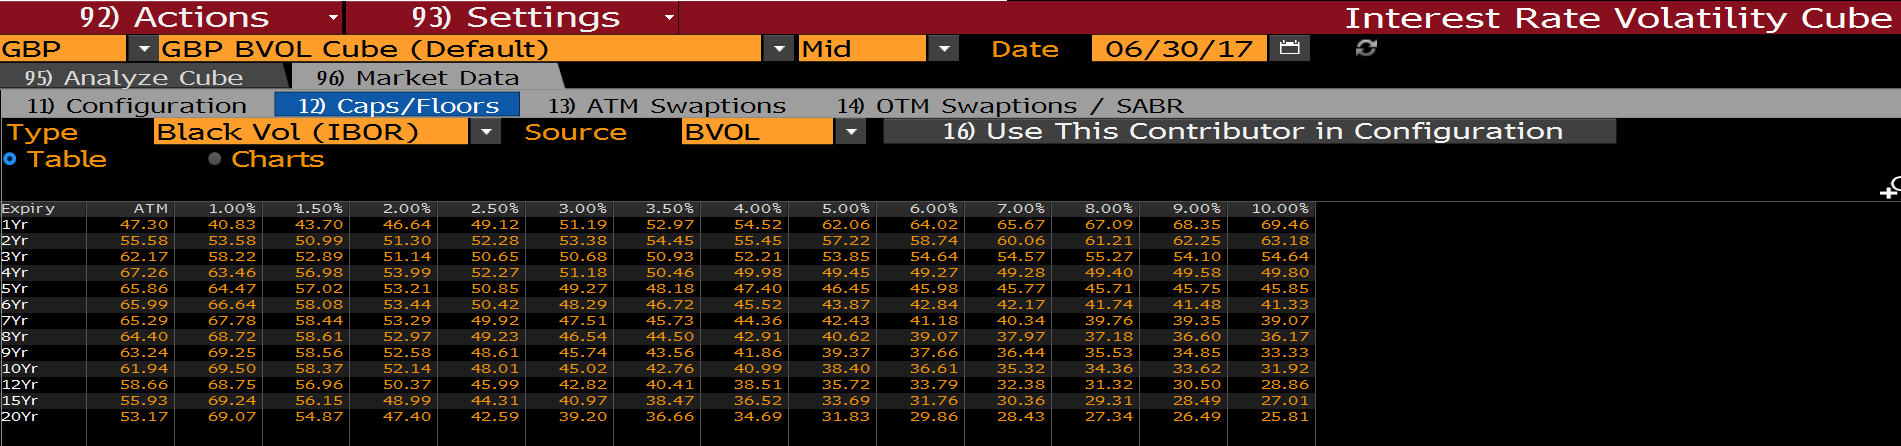 92) Actions 93) Settings Interest Rate Volatility Cube
GBP GBP BVOL Cube (Default) Mid Date 06/30/17
95) Analyze Cube 96) Market Data
11) Configuration 12) Caps/Floors 13) ATM Swaptions 14) OTM Swaptions / SABR
Type Black Vol (IBOR) Source BVOL 16) Use This Contributor in Configuration
Table Charts
Expiry ATM 1.00% 1.50% 2.00% 2.50% 3.00% 3.50% 4.00% 5.00% 6.00% 7.00% 8.00% 9.00% 10.00%
1Yr 47.30 40.83 43.70 46.64 49.12 51.19 52.97 54.52 62.06 64.02 65.67 67.09 68.35 69.46
2Yr 55.58 53.58 50.99 51.30 52.28 53.38 54.45 55.45 57.22 58.74 60.06 61.21 62.25 63.18
3Yr 62.17 58.22 52.89 51.14 50.65 50.68 50.93 52.21 53.85 54.64 54.57 55.27 54.10 54.64
4Yr 67.26 63.46 56.98 53.99 52.27 51.18 50.46 49.98 49.45 49.27 49.28 49.40 49.58 49.80
5Yr 65.86 64.47 57.02 53.21 50.85 49.27 48.18 47.40 46.45 45.98 45.77 45.71 45.75 45.85
6Yr 65.99 66.64 58.08 53.44 50.42 48.29 46.72 45.52 43.87 42.84 42.17 41.74 41.48 41.33
7Yr 65.29 67.78 58.44 53.29 49.92 47.51 45.73 44.36 42.43 41.18 40.34 39.76 39.35 39.07
8Yr 64.40 68.72 58.61 52.97 49.23 46.54 44.50 42.91 40.62 39.07 37.97 37.18 36.60 36.17
9Yr 63.24 69.25 58.56 52.58 48.61 45.74 43.56 41.86 39.37 37.66 36.44 35.53 34.85 33.33
10Yr 61.94 69.50 58.37 52.14 48.01 45.02 42.76 40.99 38.40 36.61 35.32 34.36 33.62 31.92
12Yr 58.66 68.75 56.96 50.37 45.99 42.82 40.41 38.51 35.72 33.79 32.38 31.32 30.50 28.86
15Yr 55.93 69.24 56.15 48.99 44.31 40.97 38.47 36.52 33.69 31.76 30.36 29.31 28.49 27.01
20Yr 53.17 69.07 54.87 47.40 42.59 39.20 36.66 34.69 31.83 29.86 28.43 27.34 26.49 25.81